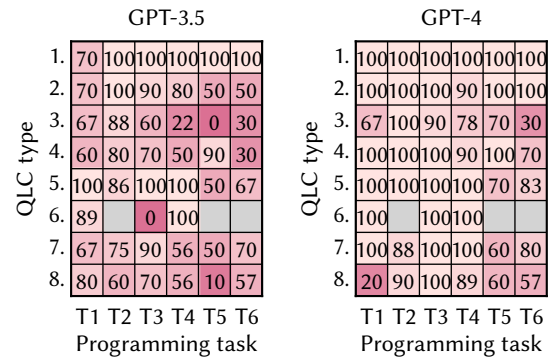 GPT-3.5 GPT-4
1. 70 100 100 100 100 100 100 100 100 100 100 100
2. 70 100 90 80 50 50 100 100 100 90 100 100
3. 67 88 60 22 0 30 67 100 90 78 70 30
4. 60 80 70 50 90 30 100 100 100 90 100 70
5. 100 86 100 100 50 67 100 100 100 100 70 83
6. 89 0 100 100 100 100
7. 67 75 90 56 50 70 100 88 100 100 60 80
8. 80 60 70 56 10 57 20 90 100 89 60 57
T1 T2 T3 T4 T5 T6 T1 T2 T3 T4 T5 T6
Programming task Programming task
QLC type
1.
2.
3.
4.
5.
6.
7.
8.
QLC type